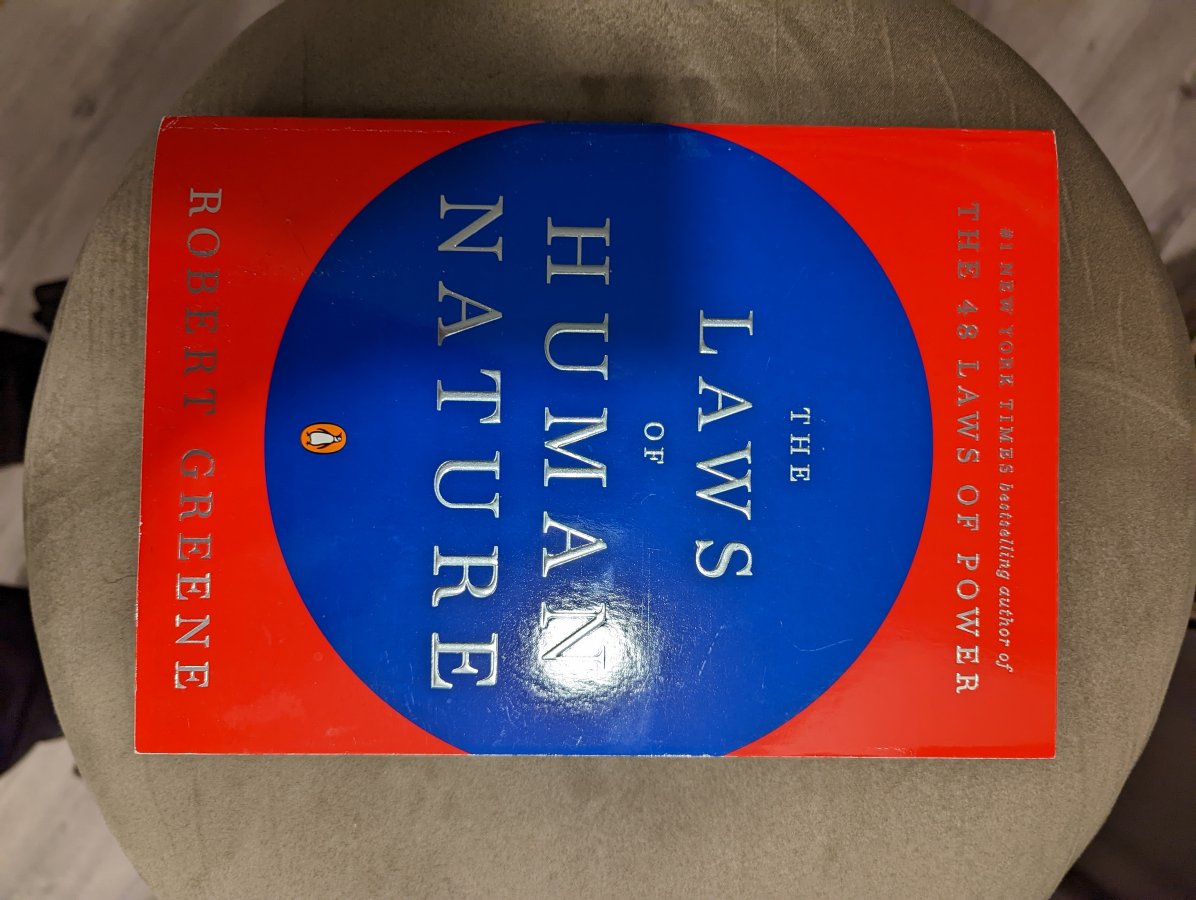 #1 NEW YORK TIMES bestselling author of
THE 48 LAWS OF POWER
THE
LAWS
OF
HUMAN
NATURE
ROBERT GREENE